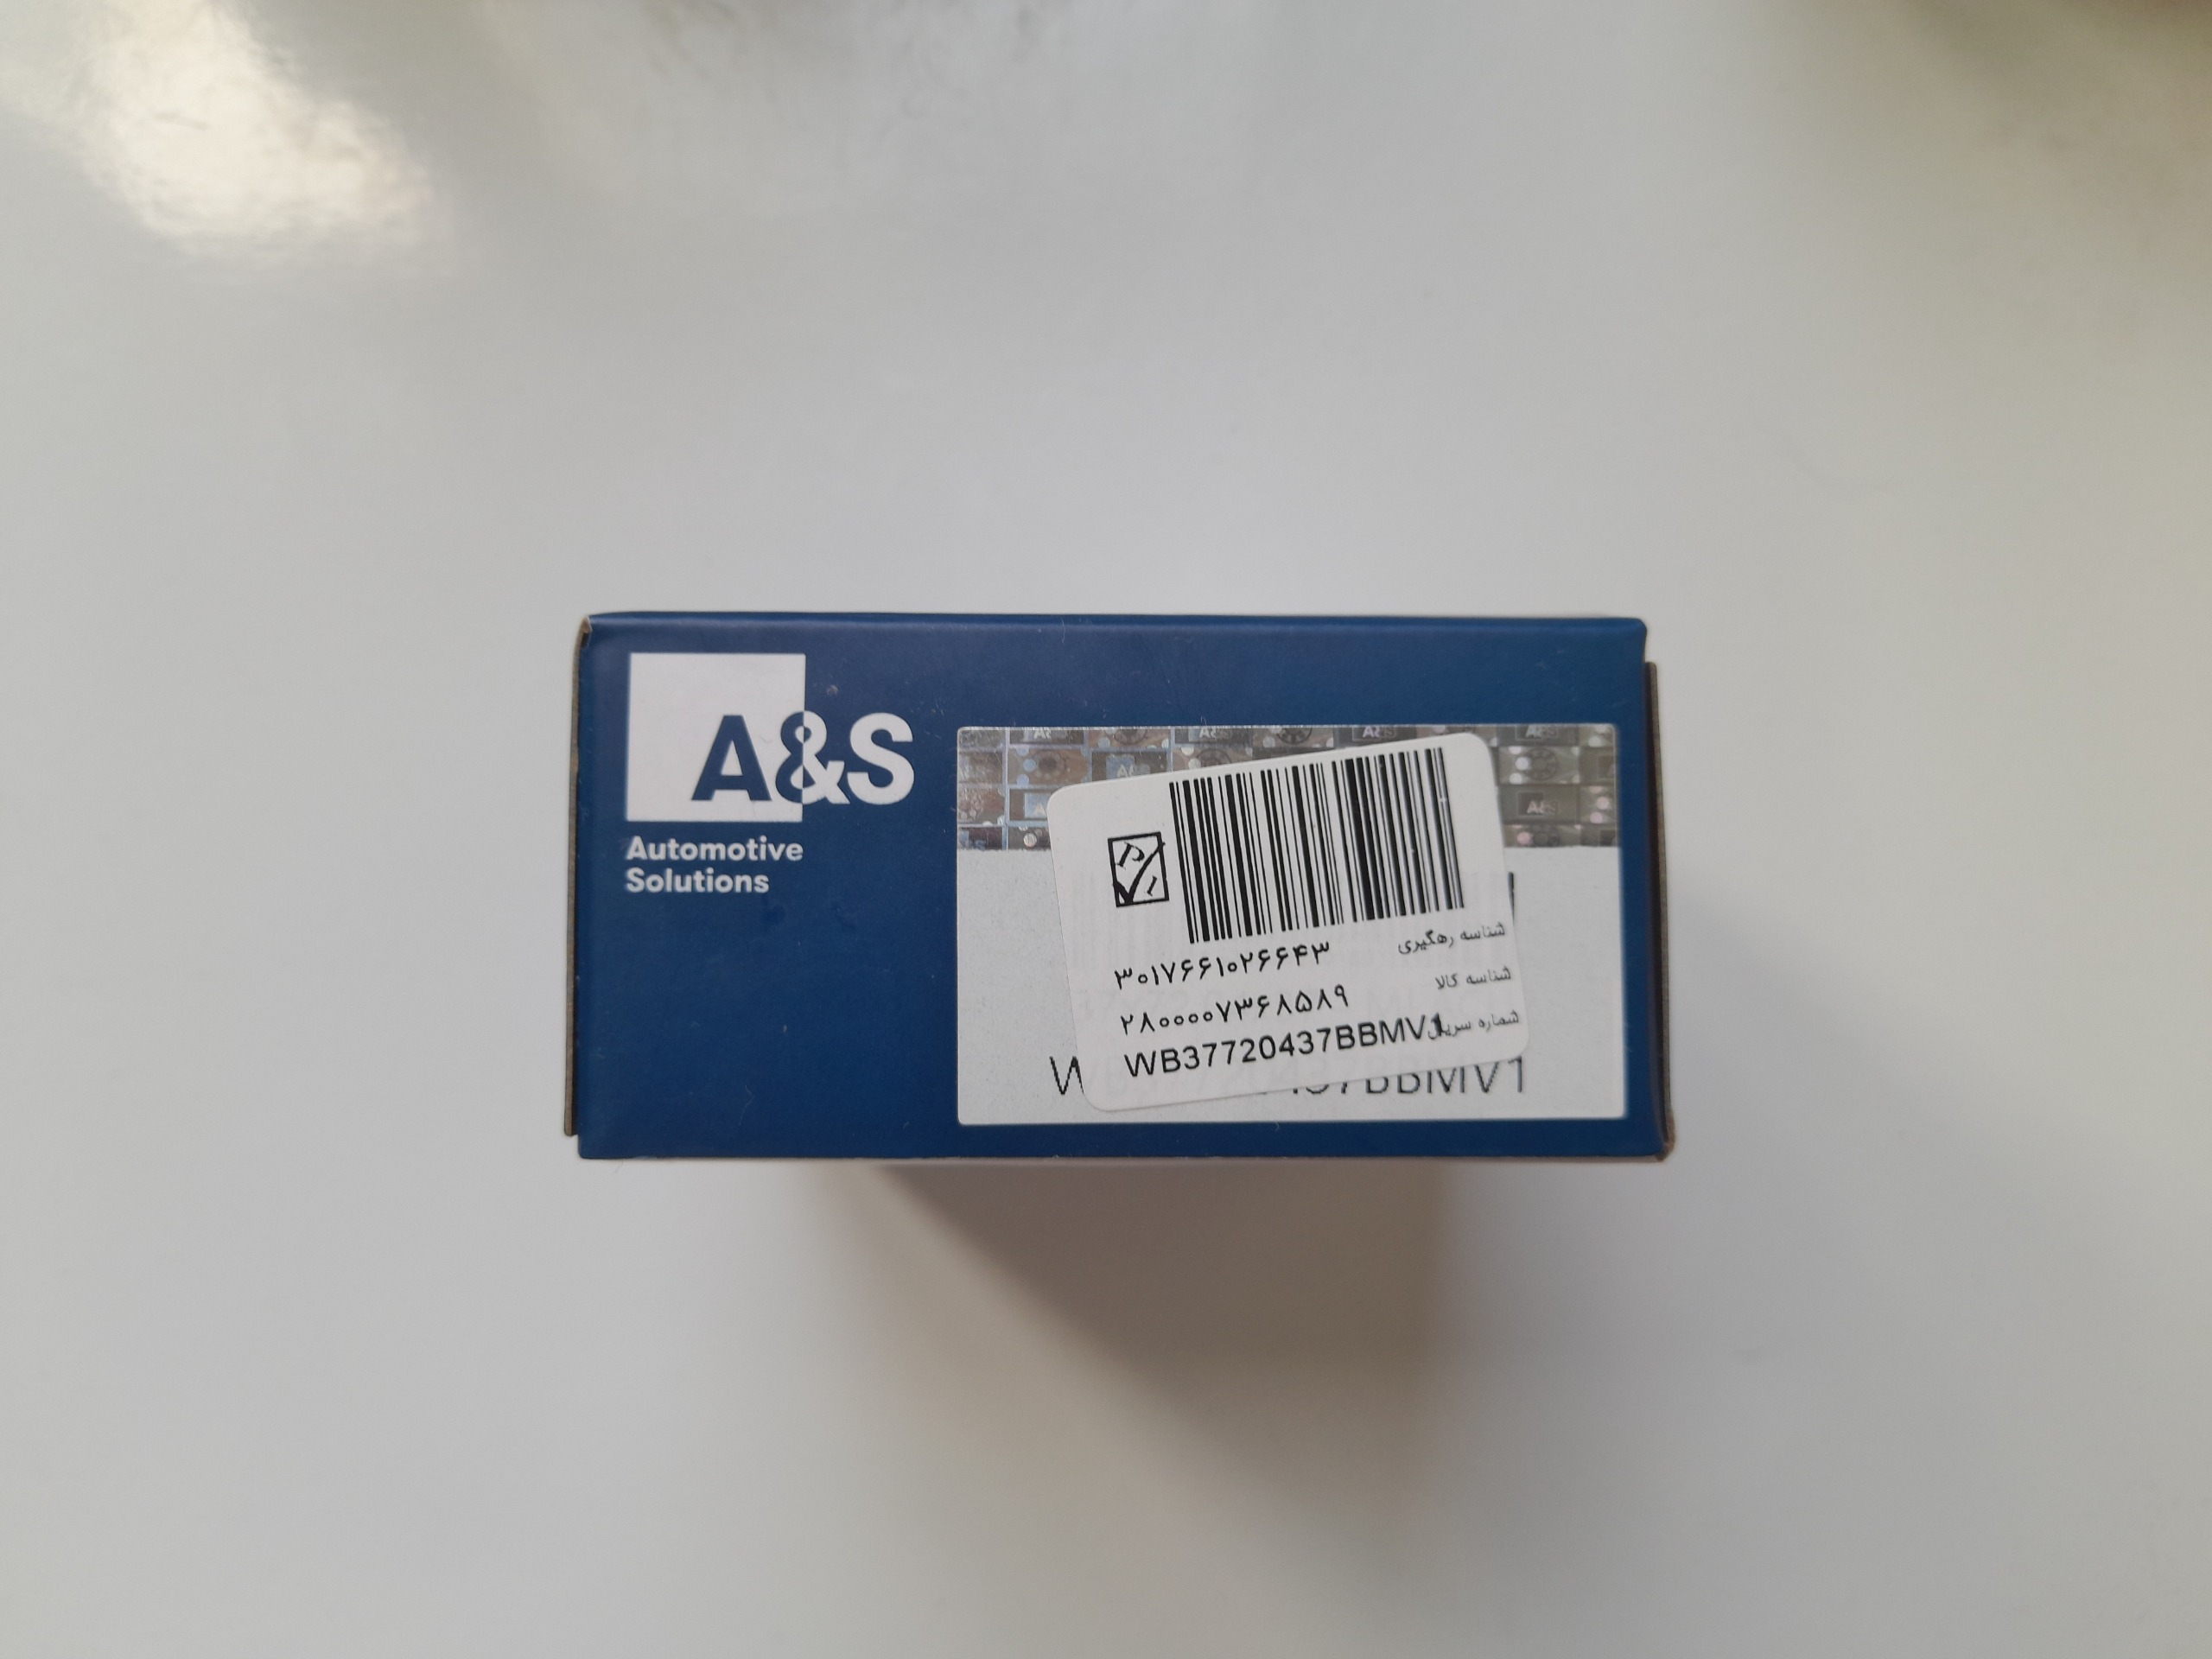 A&S
Automotive
Solutions
شناسه رهگیری ۳۰۱۷۶۶۱۰۲۶۶۴۳
شناسه کالا ۲۸۰۰۰۰۷۳۶۸۵۸۹
شماره سریال WB37720437BBMV1